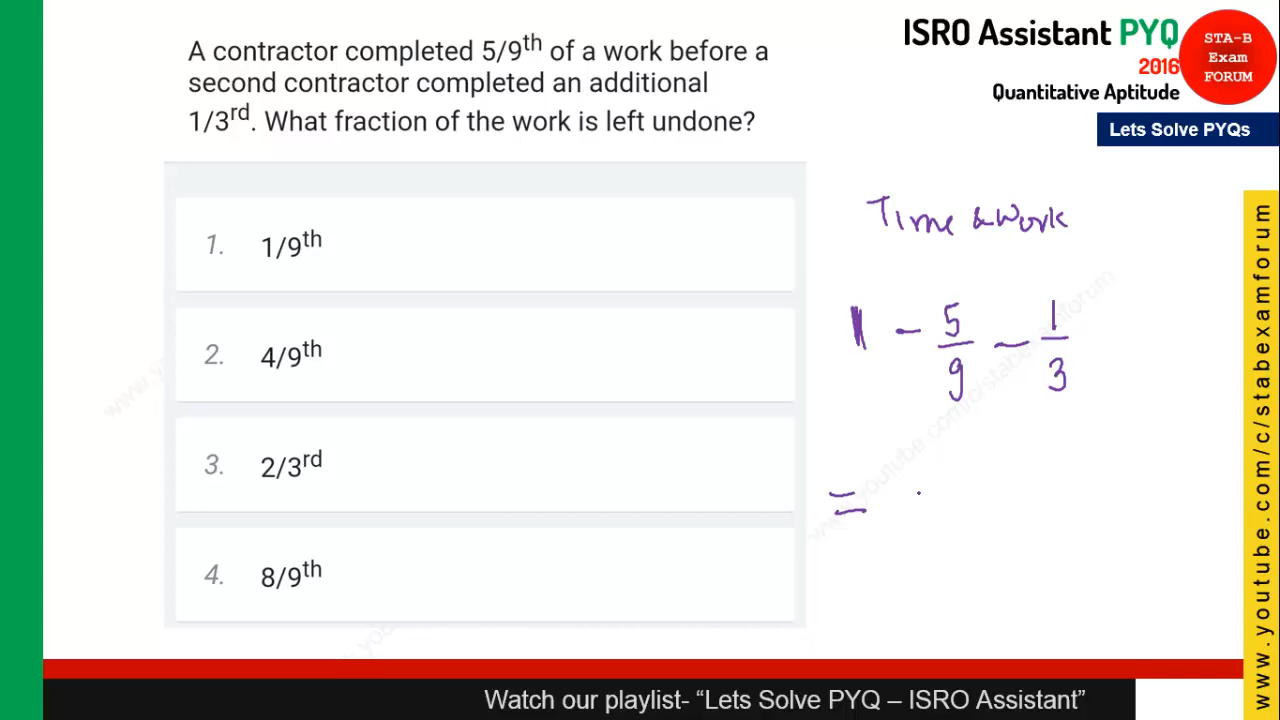 A contractor completed 5/9th of a work before a
second contractor completed an additional
1/3rd. What fraction of the work is left undone?
1. 1/9th
2. 4/9th
3. 2/3rd
4. 8/9th
ISRO Assistant PYQ
2016
Quantitative Aptitude
STA-B
Exam
FORUM
Lets Solve PYQs
Time & Work
1 - 5/9 - 1/3
=
www.youtube.com/c/stabexamforum
Watch our playlist- “Lets Solve PYQ – ISRO Assistant”